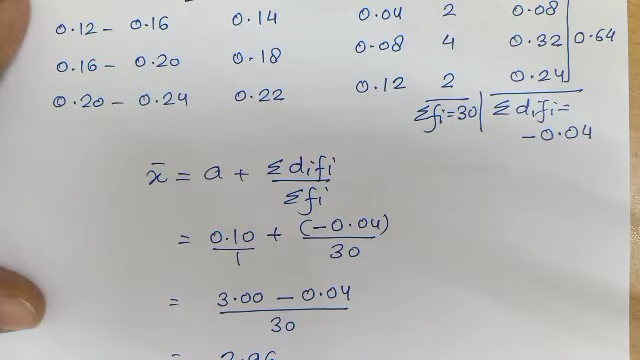 0.12 - 0.16 0.14 0.04 2 0.08
0.16 - 0.20 0.18 0.08 4 0.32 0.64
0.20 - 0.24 0.22 0.12 2 0.24
Σfi = 30 Σdifi =
-0.04
x̄ = a + Σdifi / Σfi
= 0.10 / 1 + (-0.04) / 30
= 3.00 - 0.04 / 30
= 2.96